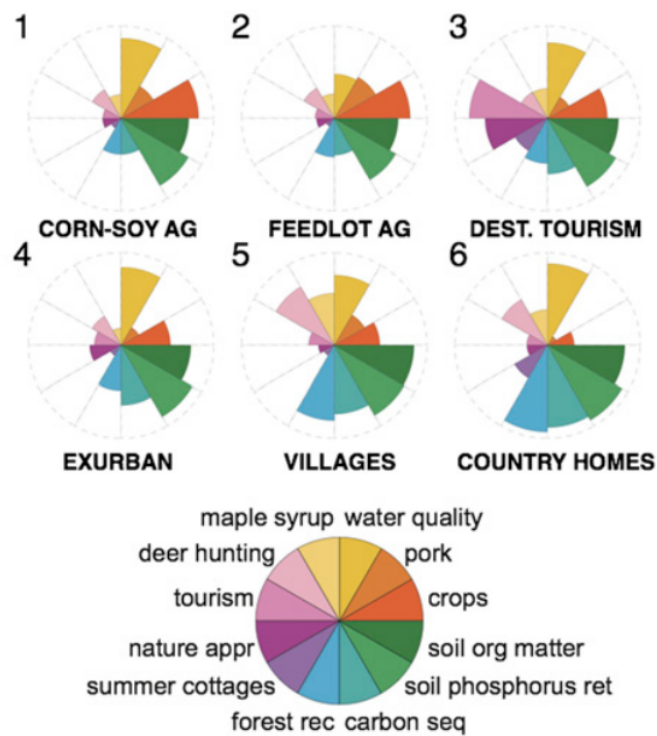 1 2 3
CORN-SOY AG FEEDLOT AG DEST. TOURISM
4 5 6
EXURBAN VILLAGES COUNTRY HOMES
maple syrup water quality
deer hunting pork
tourism crops
nature appr soil org matter
summer cottages soil phosphorus ret
forest rec carbon seq